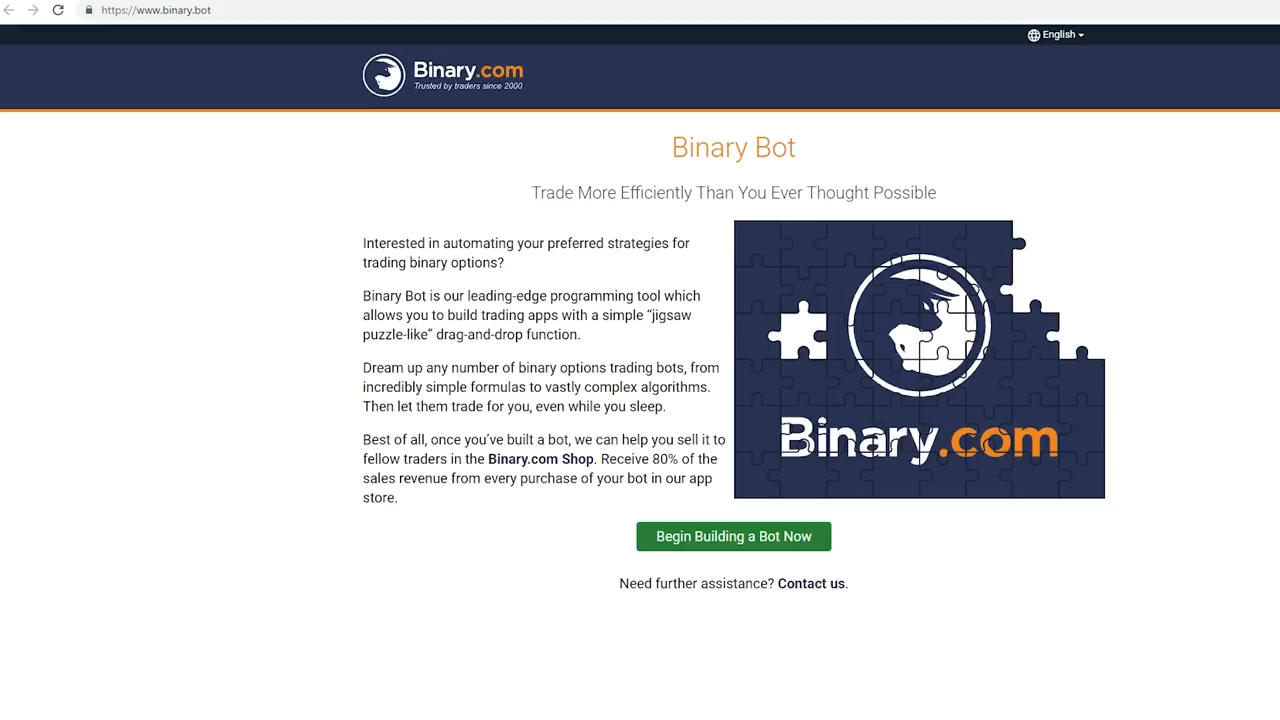 https://www.binary.bot
English
Binary.com
Trusted by traders since 2000
Binary Bot
Trade More Efficiently Than You Ever Thought Possible
Interested in automating your preferred strategies for
trading binary options?
Binary Bot is our leading-edge programming tool which
allows you to build trading apps with a simple “jigsaw
puzzle-like” drag-and-drop function.
Dream up any number of binary options trading bots, from
incredibly simple formulas to vastly complex algorithms.
Then let them trade for you, even while you sleep.
Best of all, once you’ve built a bot, we can help you sell it to
fellow traders in the Binary.com Shop. Receive 80% of the
sales revenue from every purchase of your bot in our app
store.
Binary.com
Begin Building a Bot Now
Need further assistance? Contact us.